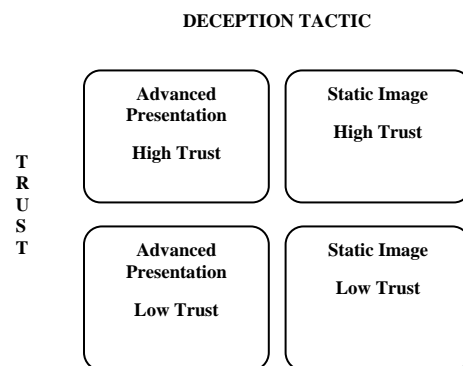 DECEPTION TACTIC
Advanced
Presentation
High Trust
Static Image
High Trust
T
R
U
S
T
Advanced
Presentation
Low Trust
Static Image
Low Trust